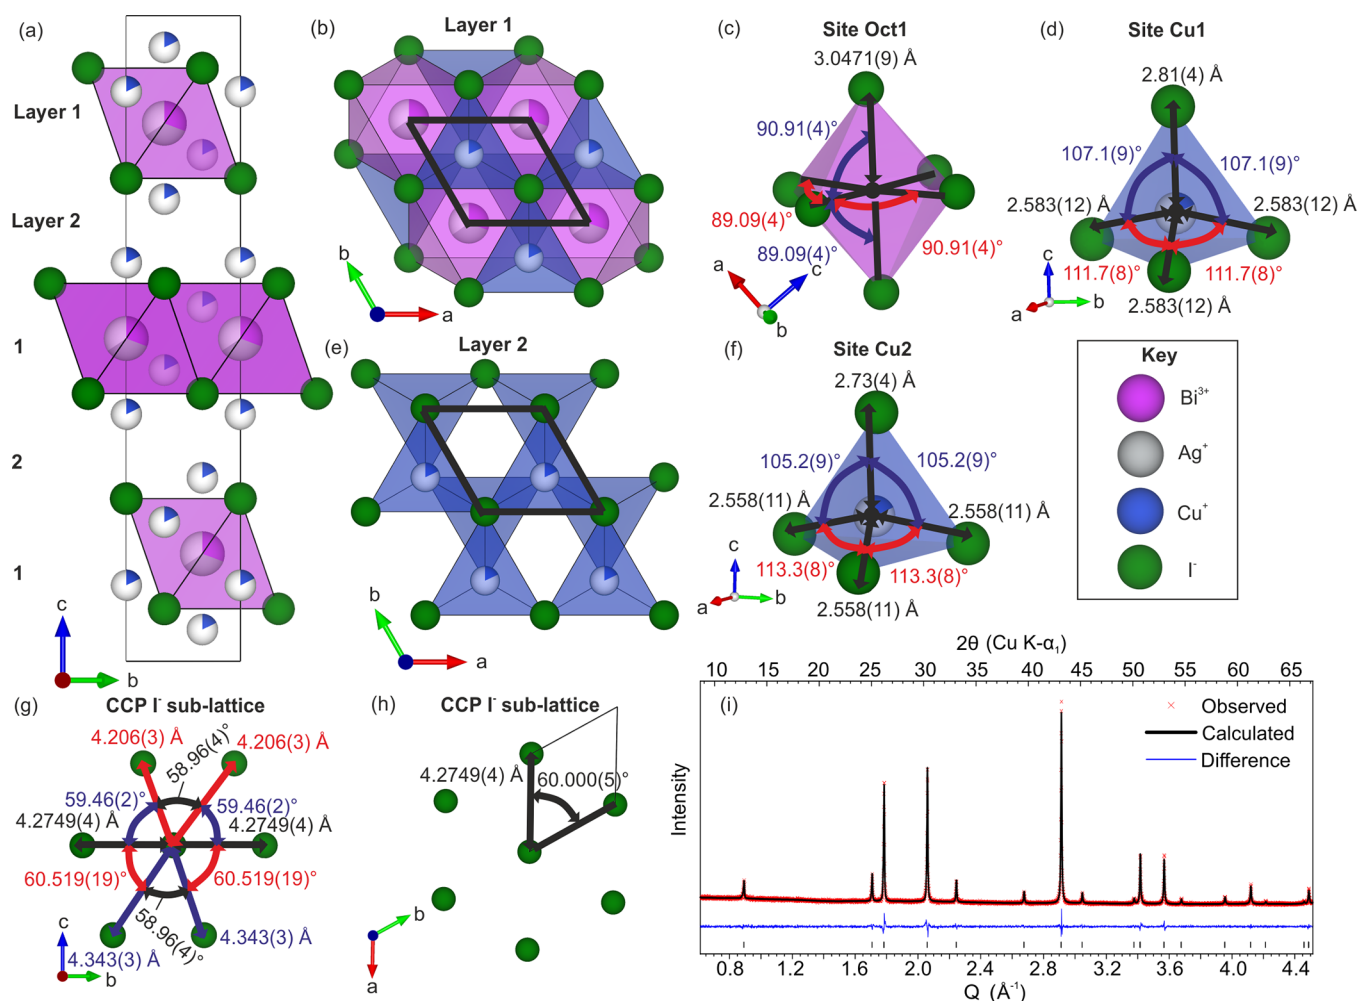 (a)
Layer 1
Layer 2
1
2
1
c
b
(b)
Layer 1
b
a
(c)
Site Oct1
3.0471(9) Å
90.91(4)°
89.09(4)°
89.09(4)°
90.91(4)°
a
c
b
(d)
Site Cu1
2.81(4) Å
107.1(9)°
107.1(9)°
2.583(12) Å
2.583(12) Å
111.7(8)°
111.7(8)°
2.583(12) Å
c
b
a
(e)
Layer 2
b
a
(f)
Site Cu2
2.73(4) Å
105.2(9)°
105.2(9)°
2.558(11) Å
2.558(11) Å
113.3(8)°
113.3(8)°
2.558(11) Å
c
b
a
Key
Bi³⁺
Ag⁺
Cu⁺
I⁻
(g)
CCP I⁻ sub-lattice
4.206(3) Å
58.96(4)°
4.206(3) Å
59.46(2)°
59.46(2)°
4.2749(4) Å
4.2749(4) Å
60.519(19)°
60.519(19)°
58.96(4)°
4.343(3) Å
4.343(3) Å
c
b
(h)
CCP I⁻ sub-lattice
4.2749(4) Å
60.000(5)°
b
a
2θ (Cu K-α₁)
10 15 20 25 30 35 40 45 50 55 60 65
(i)
Observed
Calculated
Difference
Intensity
0.8 1.2 1.6 2.0 2.4 2.8 3.2 3.6 4.0 4.4
Q (Å⁻¹)